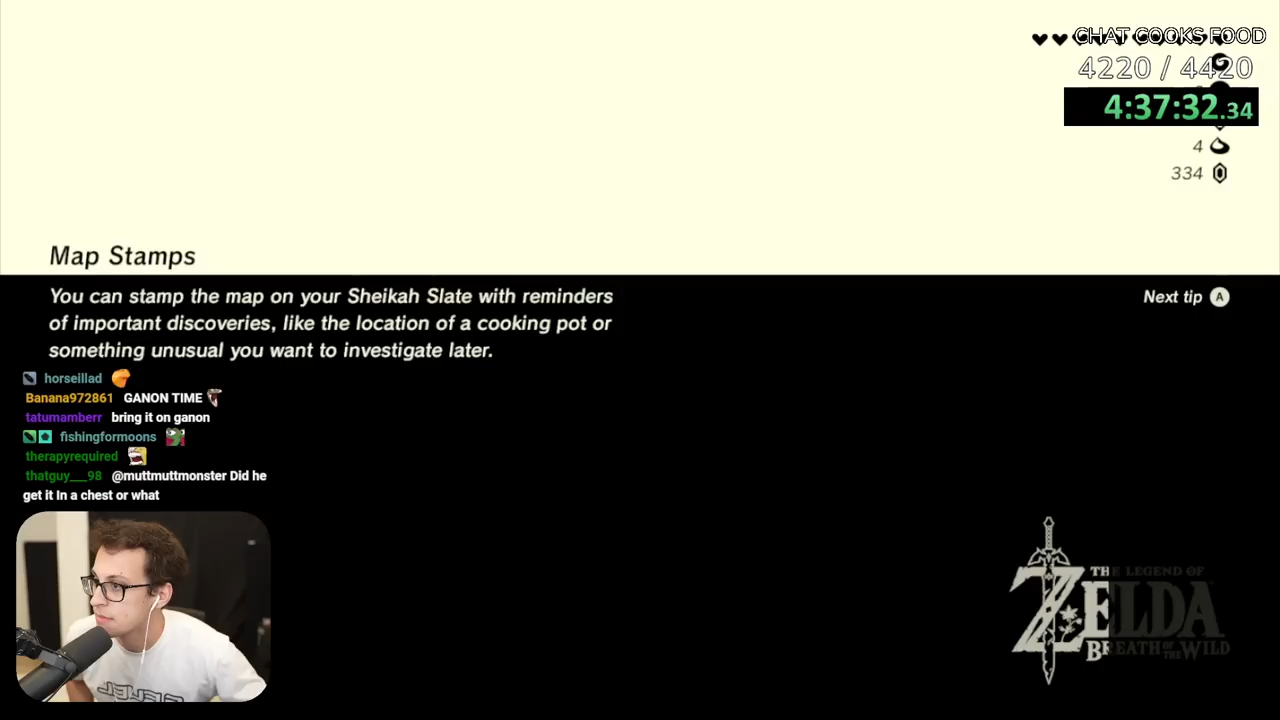 CHAT COOKS FOOD
4220 / 4420
4:37:32.34
4
334
Map Stamps
You can stamp the map on your Sheikah Slate with reminders
of important discoveries, like the location of a cooking pot or
something unusual you want to investigate later.
Next tip A
horseillad
Banana972861 GANON TIME
tatumamberr bring it on ganon
fishingformoons
therapyrequired
thatguy___98 @muttmuttmonster Did he
get it In a chest or what
THE LEGEND OF
ZELDA
BREATH OF THE WILD